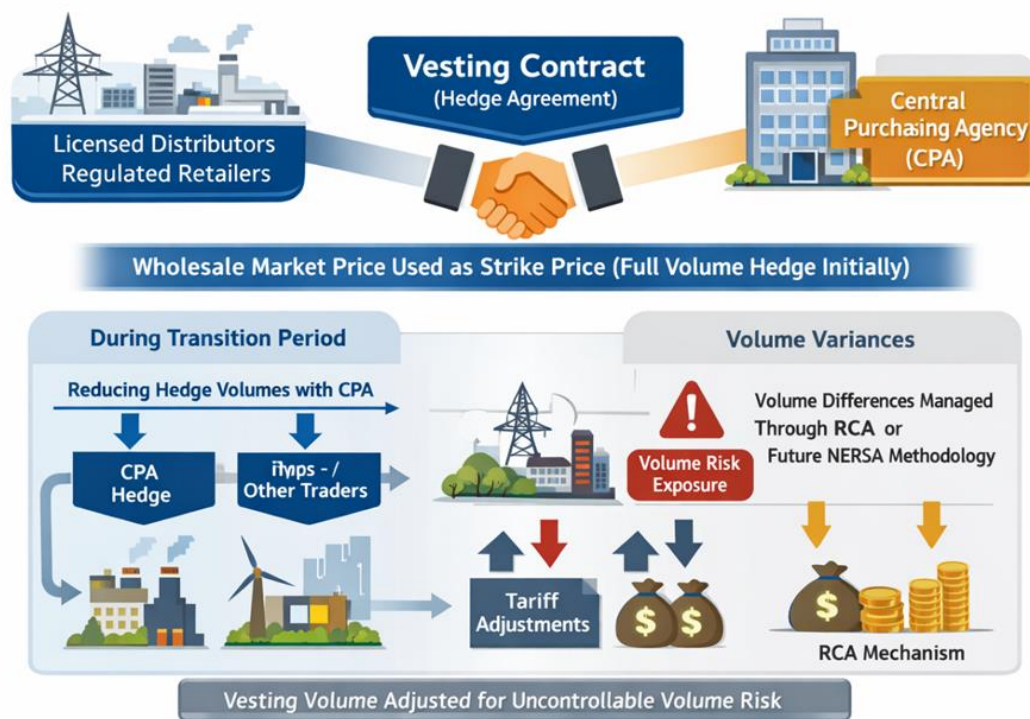 Vesting Contract
(Hedge Agreement)
Licensed Distributors
Regulated Retailers
Central
Purchasing Agency
(CPA)
Wholesale Market Price Used as Strike Price (Full Volume Hedge Initially)
During Transition Period
Reducing Hedge Volumes with CPA
CPA
Hedge
- /
Other Traders
Volume Variances
Volume Risk
Exposure
Volume Differences Managed
Through RCA or
Future NERSA Methodology
Tariff
Adjustments
$
$
$
RCA Mechanism
Vesting Volume Adjusted for Uncontrollable Volume Risk